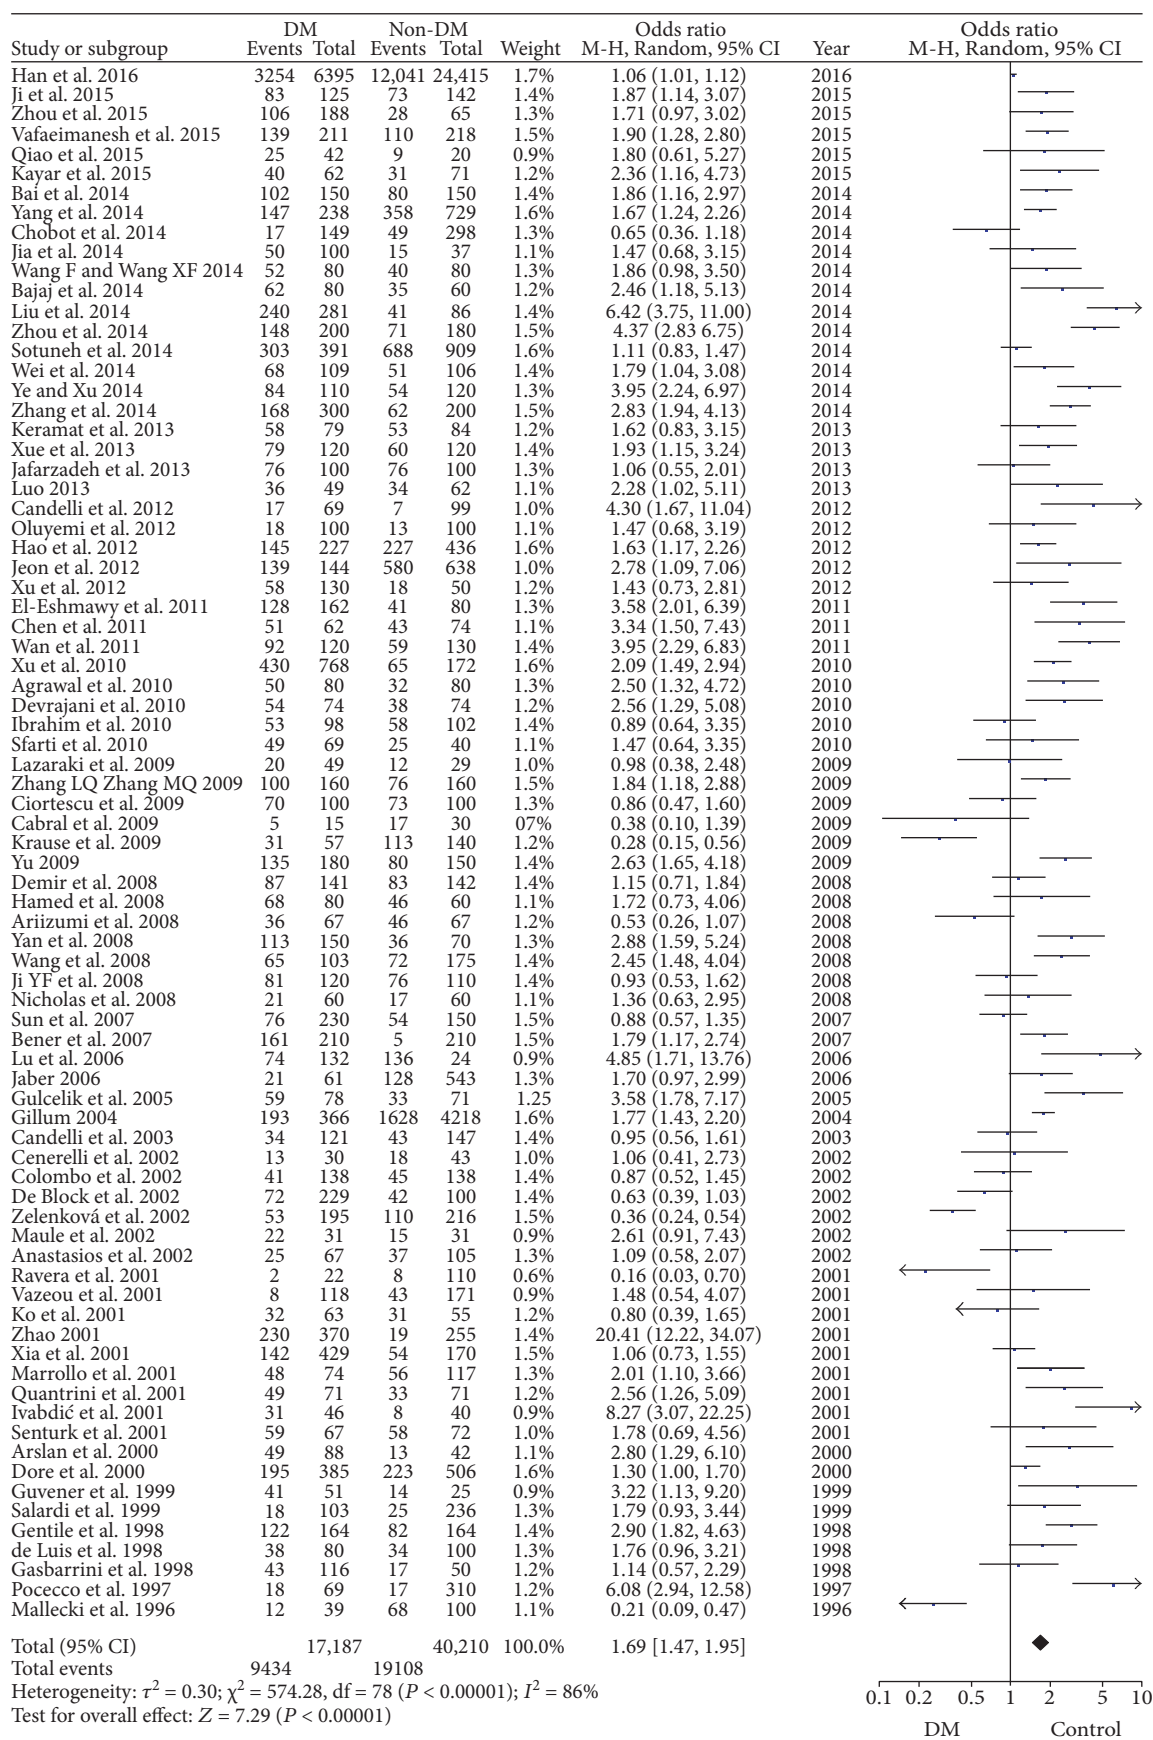 DM Non-DM Odds ratio Odds ratio
Study or subgroup Events Total Events Total Weight M-H, Random, 95% CI Year M-H, Random, 95% CI
Han et al. 2016 3254 6395 12,041 24,415 1.7% 1.06 (1.01, 1.12) 2016
Ji et al. 2015 83 125 73 142 1.4% 1.87 (1.14, 3.07) 2015
Zhou et al. 2015 106 188 28 65 1.3% 1.71 (0.97, 3.02) 2015
Vafaeimanesh et al. 2015 139 211 110 218 1.5% 1.90 (1.28, 2.80) 2015
Qiao et al. 2015 25 42 9 20 0.9% 1.80 (0.61, 5.27) 2015
Kayar et al. 2015 40 62 31 71 1.2% 2.36 (1.16, 4.73) 2015
Bai et al. 2014 102 150 80 150 1.4% 1.86 (1.16, 2.97) 2014
Yang et al. 2014 147 238 358 729 1.6% 1.67 (1.24, 2.26) 2014
Chobot et al. 2014 17 149 49 298 1.3% 0.65 (0.36. 1.18) 2014
Jia et al. 2014 50 100 15 37 1.1% 1.47 (0.68, 3.15) 2014
Wang F and Wang XF 2014 52 80 40 80 1.3% 1.86 (0.98, 3.50) 2014
Bajaj et al. 2014 62 80 35 60 1.2% 2.46 (1.18, 5.13) 2014
Liu et al. 2014 240 281 41 86 1.4% 6.42 (3.75, 11.00) 2014
Zhou et al. 2014 148 200 71 180 1.5% 4.37 (2.83 6.75) 2014
Sotuneh et al. 2014 303 391 688 909 1.6% 1.11 (0.83, 1.47) 2014
Wei et al. 2014 68 109 51 106 1.4% 1.79 (1.04, 3.08) 2014
Ye and Xu 2014 84 110 54 120 1.3% 3.95 (2.24, 6.97) 2014
Zhang et al. 2014 168 300 62 200 1.5% 2.83 (1.94, 4.13) 2014
Keramat et al. 2013 58 79 53 84 1.2% 1.62 (0.83, 3.15) 2013
Xue et al. 2013 79 120 60 120 1.4% 1.93 (1.15, 3.24) 2013
Jafarzadeh et al. 2013 76 100 76 100 1.3% 1.06 (0.55, 2.01) 2013
Luo 2013 36 49 34 62 1.1% 2.28 (1.02, 5.11) 2013
Candelli et al. 2012 17 69 7 99 1.0% 4.30 (1.67, 11.04) 2012
Oluyemi et al. 2012 18 100 13 100 1.1% 1.47 (0.68, 3.19) 2012
Hao et al. 2012 145 227 227 436 1.6% 1.63 (1.17, 2.26) 2012
Jeon et al. 2012 139 144 580 638 1.0% 2.78 (1.09, 7.06) 2012
Xu et al. 2012 58 130 18 50 1.2% 1.43 (0.73, 2.81) 2012
El-Eshmawy et al. 2011 128 162 41 80 1.3% 3.58 (2.01, 6.39) 2011
Chen et al. 2011 51 62 43 74 1.1% 3.34 (1.50, 7.43) 2011
Wan et al. 2011 92 120 59 130 1.4% 3.95 (2.29, 6.83) 2011
Xu et al. 2010 430 768 65 172 1.6% 2.09 (1.49, 2.94) 2010
Agrawal et al. 2010 50 80 32 80 1.3% 2.50 (1.32, 4.72) 2010
Devrajani et al. 2010 54 74 38 74 1.2% 2.56 (1.29, 5.08) 2010
Ibrahim et al. 2010 53 98 58 102 1.4% 0.89 (0.64, 3.35) 2010
Sfarti et al. 2010 49 69 25 40 1.1% 1.47 (0.64, 3.35) 2010
Lazaraki et al. 2009 20 49 12 29 1.0% 0.98 (0.38, 2.48) 2009
Zhang LQ Zhang MQ 2009 100 160 76 160 1.5% 1.84 (1.18, 2.88) 2009
Ciortescu et al. 2009 70 100 73 100 1.3% 0.86 (0.47, 1.60) 2009
Cabral et al. 2009 5 15 17 30 07% 0.38 (0.10, 1.39) 2009
Krause et al. 2009 31 57 113 140 1.2% 0.28 (0.15, 0.56) 2009
Yu 2009 135 180 80 150 1.4% 2.63 (1.65, 4.18) 2009
Demir et al. 2008 87 141 83 142 1.4% 1.15 (0.71, 1.84) 2008
Hamed et al. 2008 68 80 46 60 1.0% 1.72 (0.73, 4.06) 2008
Ariizumi et al. 2008 36 67 46 67 1.2% 0.53 (0.26, 1.07) 2008
Yan et al. 2008 113 150 36 70 1.3% 2.88 (1.59, 5.24) 2008
Wang et al. 2008 65 103 72 175 1.4% 2.45 (1.48, 4.04) 2008
Ji YF et al. 2008 81 120 76 110 1.4% 0.93 (0.53, 1.62) 2008
Nicholas et al. 2008 21 60 17 60 1.1% 1.36 (0.63, 2.95) 2008
Sun et al. 2007 76 230 54 150 1.5% 0.88 (0.57, 1.35) 2007
Bener et al. 2007 161 210 5 210 1.5% 1.79 (1.17, 2.74) 2007
Lu et al. 2006 74 132 136 24 0.9% 4.85 (1.71, 13.76) 2006
Jaber 2006 21 61 128 543 1.3% 1.70 (0.97, 2.99) 2006
Gulcelik et al. 2005 59 78 33 71 1.25 3.58 (1.78, 7.17) 2005
Gillum 2004 193 366 1628 4218 1.6% 1.77 (1.43, 2.20) 2004
Candelli et al. 2003 34 121 43 147 1.4% 0.95 (0.56, 1.61) 2003
Cenerelli et al. 2002 13 30 18 43 1.0% 1.06 (0.41, 2.73) 2002
Colombo et al. 2002 41 138 45 138 1.4% 0.87 (0.52, 1.45) 2002
De Block et al. 2002 72 229 42 100 1.4% 0.63 (0.39, 1.03) 2002
Zelenková et al. 2002 53 195 110 216 1.5% 0.36 (0.24, 0.54) 2002
Maule et al. 2002 22 31 15 31 0.9% 2.61 (0.91, 7.43) 2002
Anastasios et al. 2002 25 67 37 105 1.3% 1.09 (0.58, 2.07) 2002
Ravera et al. 2001 2 22 8 110 0.6% 0.16 (0.03, 0.70) 2001
Vazeou et al. 2001 8 118 43 171 0.9% 1.48 (0.54, 4.07) 2001
Ko et al. 2001 32 63 31 55 1.2% 0.80 (0.39, 1.65) 2001
Zhao 2001 230 370 19 255 1.4% 20.41 (12.22, 34.07) 2001
Xia et al. 2001 142 429 54 170 1.5% 1.06 (0.73, 1.55) 2001
Marrollo et al. 2001 48 74 56 117 1.3% 2.01 (1.10, 3.66) 2001
Quantrini et al. 2001 49 71 33 71 1.2% 2.56 (1.26, 5.09) 2001
Ivabdić et al. 2001 31 46 8 40 0.9% 8.27 (3.07, 22.25) 2001
Senturk et al. 2001 59 67 58 72 1.0% 1.78 (0.69, 4.56) 2001
Arslan et al. 2000 49 88 13 42 1.1% 2.80 (1.29, 6.10) 2000
Dore et al. 2000 195 385 223 506 1.6% 1.30 (1.00, 1.70) 2000
Guvener et al. 1999 41 51 14 25 0.9% 3.22 (1.13, 9.20) 1999
Salardi et al. 1999 18 103 25 236 1.3% 1.79 (0.93, 3.44) 1999
Gentile et al. 1998 122 164 82 164 1.4% 2.90 (1.82, 4.63) 1998
de Luis et al. 1998 38 80 34 100 1.3% 1.76 (0.96, 3.21) 1998
Gasbarrini et al. 1998 43 116 17 50 1.2% 1.14 (0.57, 2.29) 1998
Pocecco et al. 1997 18 69 17 310 1.2% 6.08 (2.94, 12.58) 1997
Mallecki et al. 1996 12 39 68 100 1.1% 0.21 (0.09, 0.47) 1996
Total (95% CI) 17,187 40,210 100.0% 1.69 [1.47, 1.95]
Total events 9434 19108
Heterogeneity: τ² = 0.30; χ² = 574.28, df = 78 (P < 0.00001); I² = 86%
Test for overall effect: Z = 7.29 (P < 0.00001)
0.1 0.2 0.5 1 2 5 10
DM Control